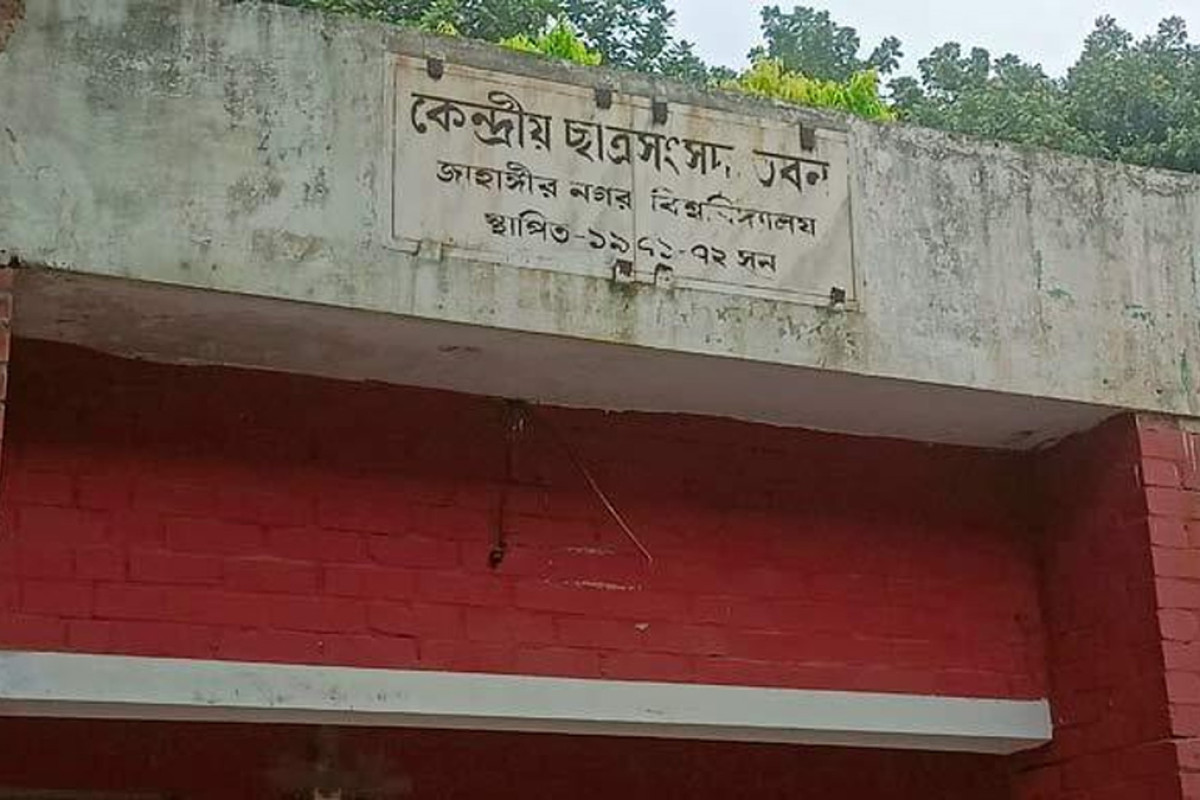 কেন্দ্রীয় ছাত্রসংসদ ভবন
জাহাঙ্গীর নগর বিশ্ববিদ্যালয়
স্থাপিত-১৯৭১-৭২ সন